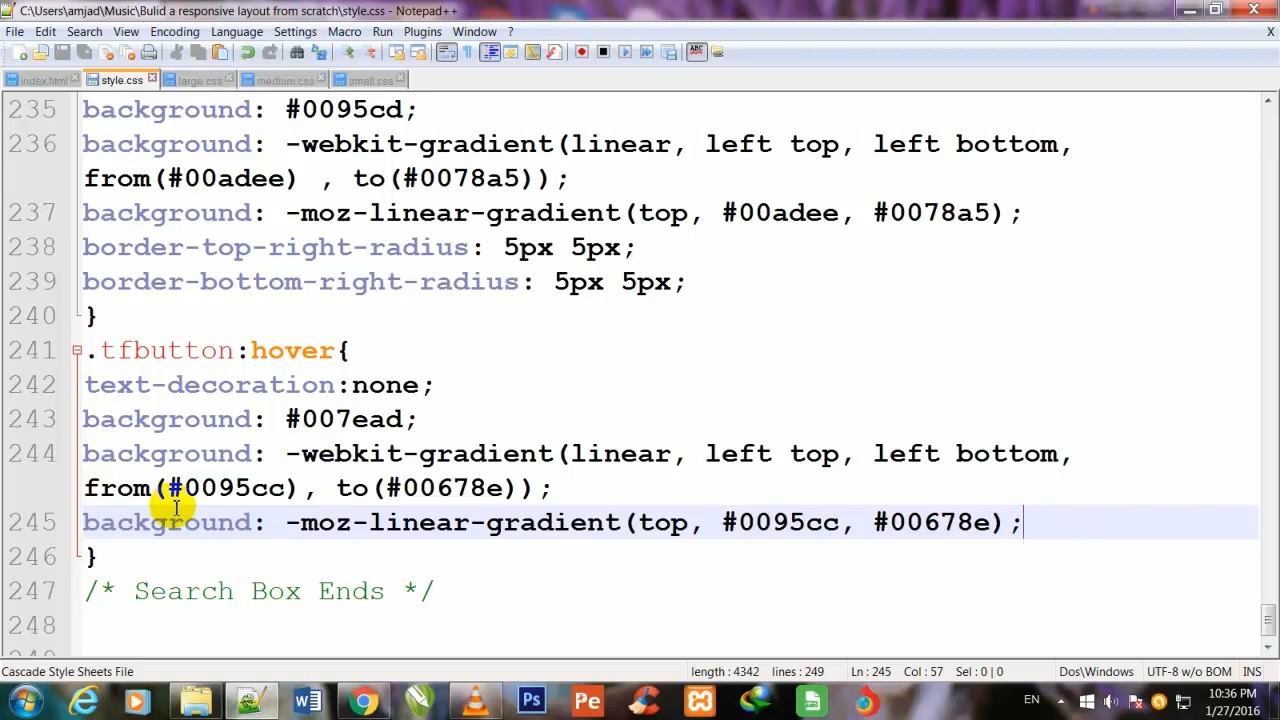 C:\Users\amjad\Music\Bulid a responsive layout from scratch\style.css - Notepad++
File Edit Search View Encoding Language Settings Macro Run Plugins Window ? X
index.html style.css large.css medium.css small.css
235 background: #0095cd;
236 background: -webkit-gradient(linear, left top, left bottom,
from(#00adee) , to(#0078a5));
237 background: -moz-linear-gradient(top, #00adee, #0078a5);
238 border-top-right-radius: 5px 5px;
239 border-bottom-right-radius: 5px 5px;
240 }
241 .tfbutton:hover{
242 text-decoration:none;
243 background: #007ead;
244 background: -webkit-gradient(linear, left top, left bottom,
from(#0095cc), to(#00678e));
245 background: -moz-linear-gradient(top, #0095cc, #00678e);
246 }
247 /* Search Box Ends */
248
Cascade Style Sheets File length : 4342 lines : 249 Ln : 245 Col : 57 Sel : 0 | 0 Dos\Windows UTF-8 w/o BOM INS
EN 10:36 PM
1/27/2016